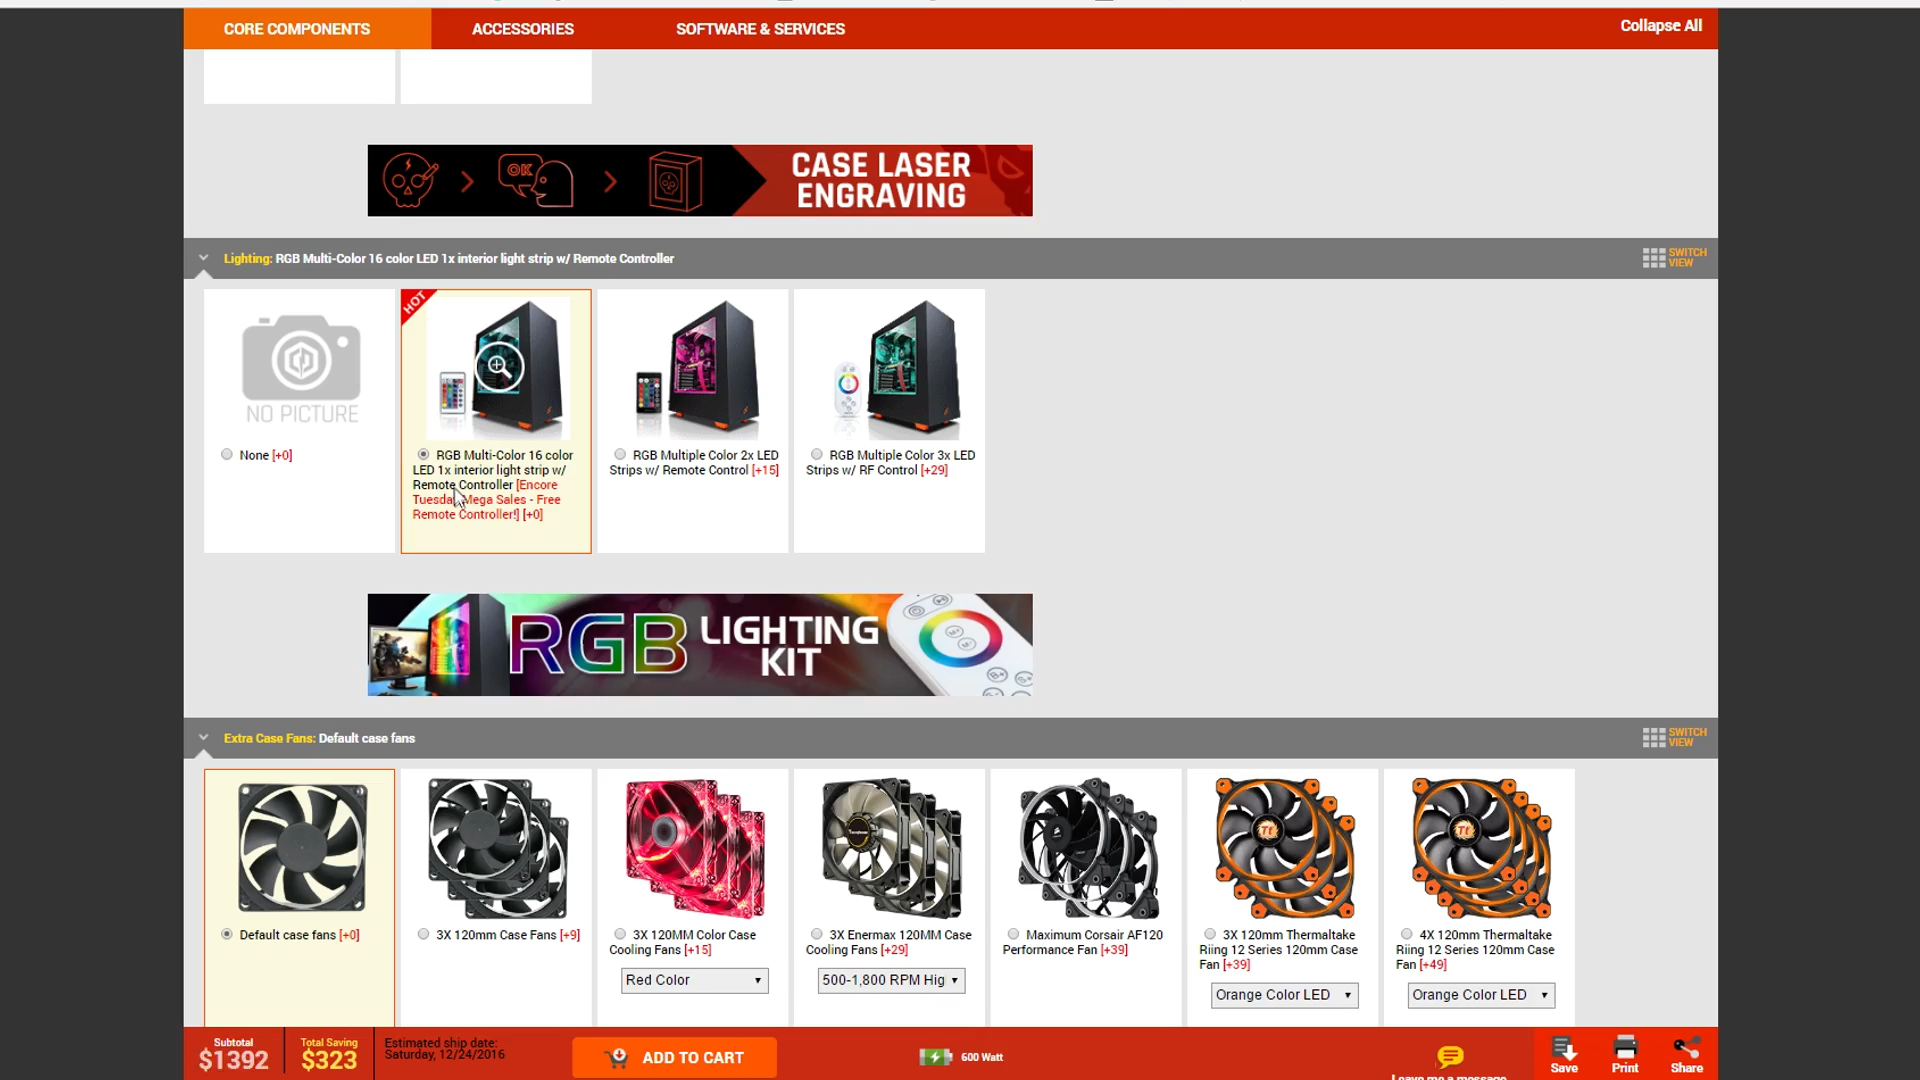 CORE COMPONENTS
ACCESSORIES
SOFTWARE & SERVICES
Collapse All
OK
CASE LASER
ENGRAVING
Lighting: RGB Multi-Color 16 color LED 1x interior light strip w/ Remote Controller
SWITCH
VIEW
HOT
NO PICTURE
None [+0]
RGB Multi-Color 16 color
LED 1x interior light strip w/
Remote Controller [Encore
Tuesday Mega Sales - Free
Remote Controller!] [+0]
RGB Multiple Color 2x LED
Strips w/ Remote Control [+15]
RGB Multiple Color 3x LED
Strips w/ RF Control [+29]
RGB LIGHTING
KIT
Extra Case Fans: Default case fans
SWITCH
VIEW
Default case fans [+0]
3X 120mm Case Fans [+9]
3X 120MM Color Case
Cooling Fans [+15]
Red Color
3X Enermax 120MM Case
Cooling Fans [+29]
500-1,800 RPM Hig
Maximum Corsair AF120
Performance Fan [+39]
3X 120mm Thermaltake
Riing 12 Series 120mm Case
Fan [+39]
Orange Color LED
4X 120mm Thermaltake
Riing 12 Series 120mm Case
Fan [+49]
Orange Color LED
Subtotal
$1392
Total Saving
$323
Estimated ship date:
Saturday, 12/24/2016
ADD TO CART
600 Watt
Leave me a message
Save
Print
Share